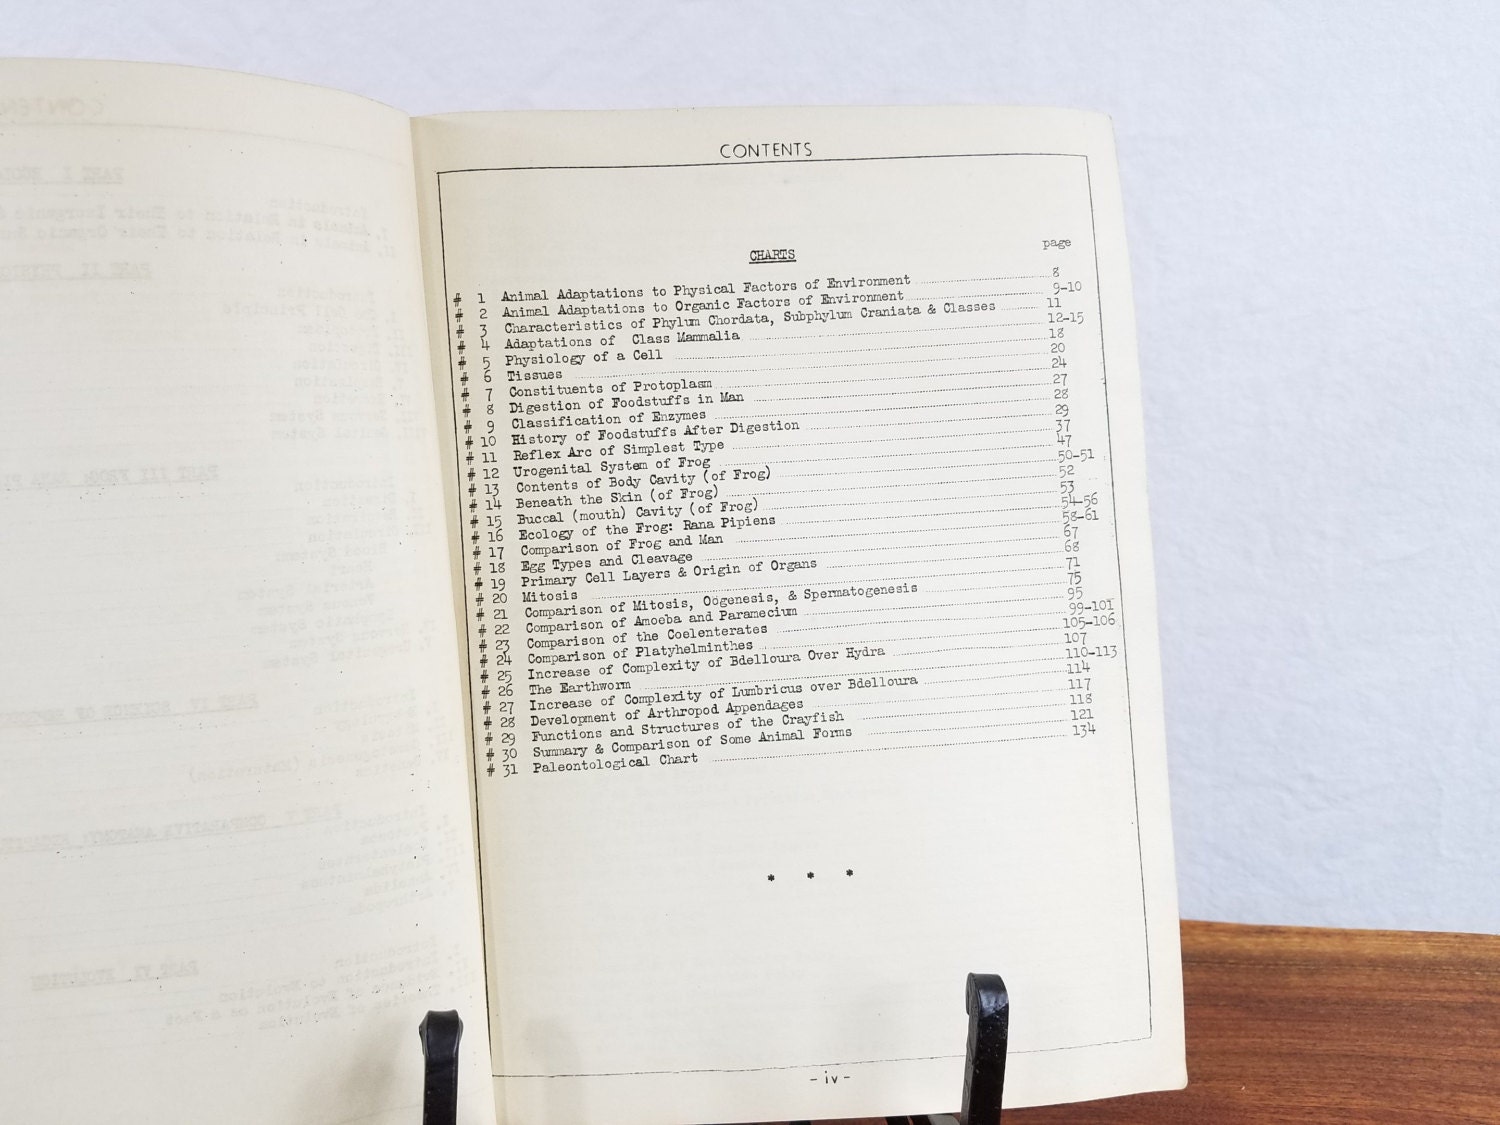 CONTENTS
CHARTS
page
# 1 Animal Adaptations to Physical Factors of Environment 8
# 2 Animal Adaptations to Organic Factors of Environment 9-10
# 3 Characteristics of Phylum Chordata, Subphylum Craniata & Classes 11
# 4 Adaptations of Class Mammalia 12-15
# 5 Physiology of a Cell 18
# 6 Tissues 20
# 7 Constituents of Protoplasm 24
# 8 Digestion of Foodstuffs in Man 27
# 9 Classification of Enzymes 28
# 10 History of Foodstuffs After Digestion 29
# 11 Reflex Arc of Simplest Type 37
# 12 Urogenital System of Frog 47
# 13 Contents of Body Cavity (of Frog) 50-51
# 14 Beneath the Skin (of Frog) 52
# 15 Buccal (mouth) Cavity (of Frog) 53
# 16 Ecology of the Frog: Rana Pipiens 54-56
# 17 Comparison of Frog and Man 58-61
# 18 Egg Types and Cleavage 67
# 19 Primary Cell Layers & Origin of Organs 68
# 20 Mitosis 71
# 21 Comparison of Mitosis, Oögenesis, & Spermatogenesis 75
# 22 Comparison of Amoeba and Paramecium 95
# 23 Comparison of the Coelenterates 99-101
# 24 Comparison of Platyhelminthes 105-106
# 25 Increase of Complexity of Bdelloura Over Hydra 107
# 26 The Earthworm 110-113
# 27 Increase of Complexity of Lumbricus over Bdelloura 114
# 28 Development of Arthropod Appendages 117
# 29 Functions and Structures of the Crayfish 118
# 30 Summary & Comparison of Some Animal Forms 121
# 31 Paleontological Chart 134
* * *
- iv -